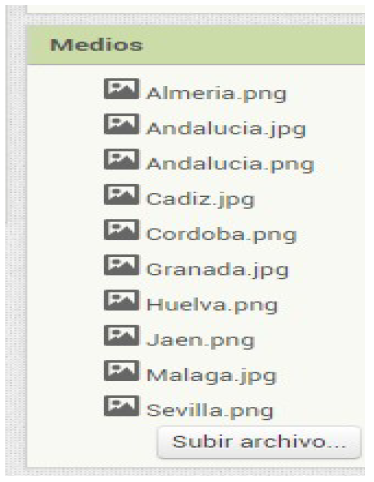 Medios
Almeria.png
Andalucia.jpg
Andalucia.png
Cadiz.jpg
Cordoba.png
Granada.jpg
Huelva.png
Jaen.png
Malaga.jpg
Sevilla.png
Subir archivo...